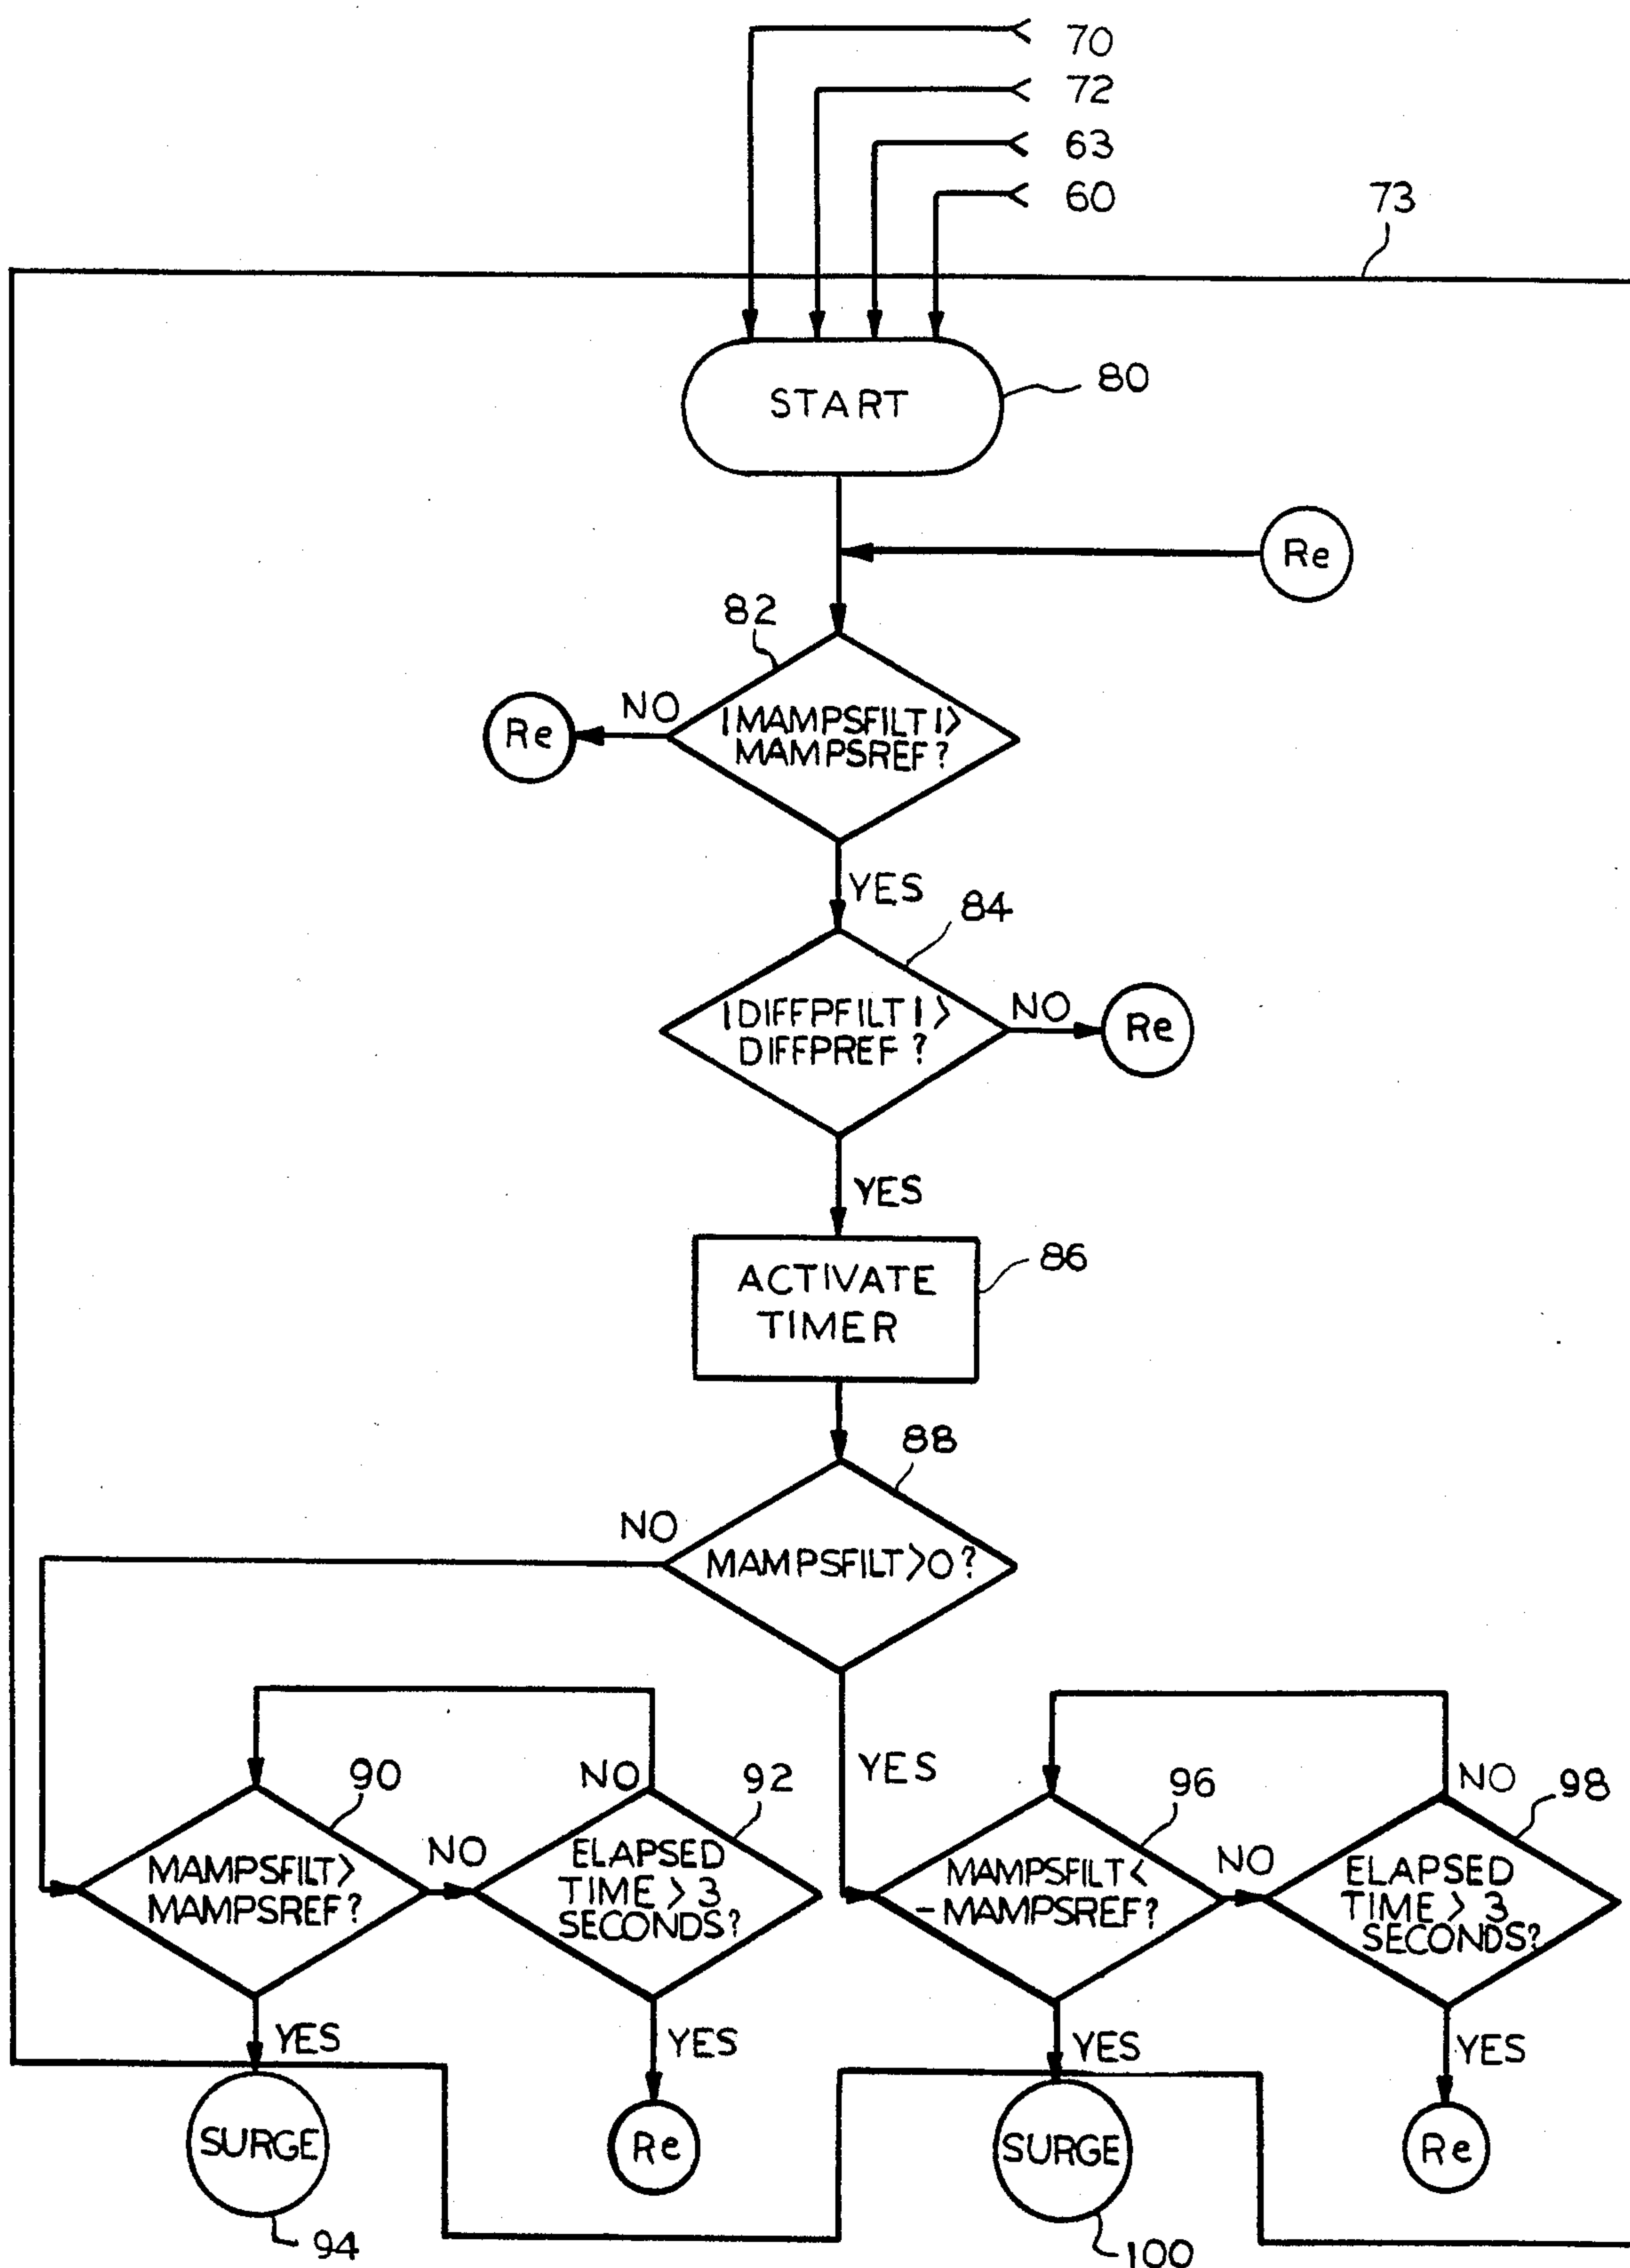 70
72
63
60
73
START
80
Re
82
NO
Re
|MAMPSFILT|>
MAMPSREF?
YES
84
|DIFFPFILT|>
DIFFPREF?
NO
Re
YES
ACTIVATE
TIMER
86
88
NO
MAMPSFILT>0?
YES
90
MAMPSFILT>
MAMPSREF?
NO
NO
92
ELAPSED
TIME > 3
SECONDS?
96
MAMPSFILT<
-MAMPSREF?
NO
NO
98
ELAPSED
TIME > 3
SECONDS?
YES
YES
YES
YES
SURGE
Re
SURGE
Re
94
100